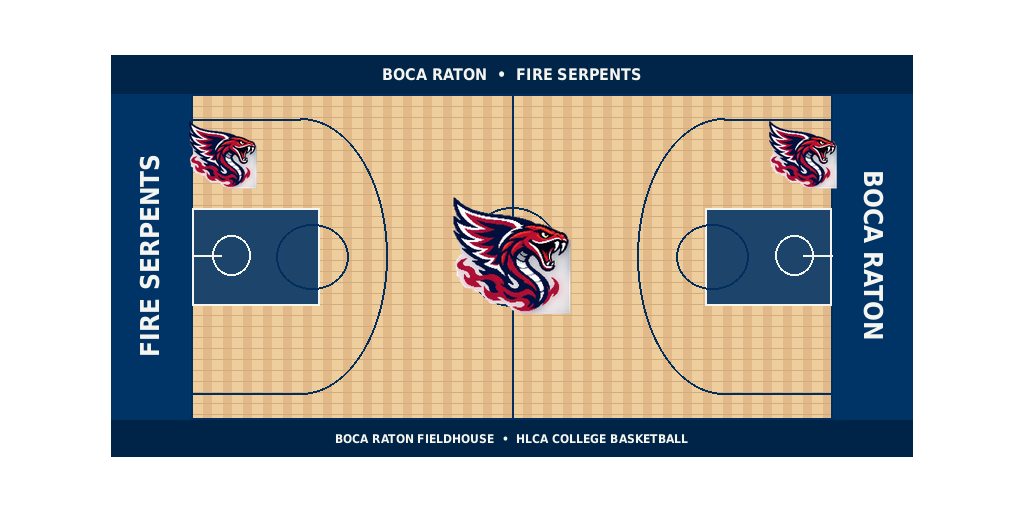 BOCA RATON • FIRE SERPENTS
FIRE SERPENTS
BOCA RATON
BOCA RATON FIELDHOUSE • HLCA COLLEGE BASKETBALL